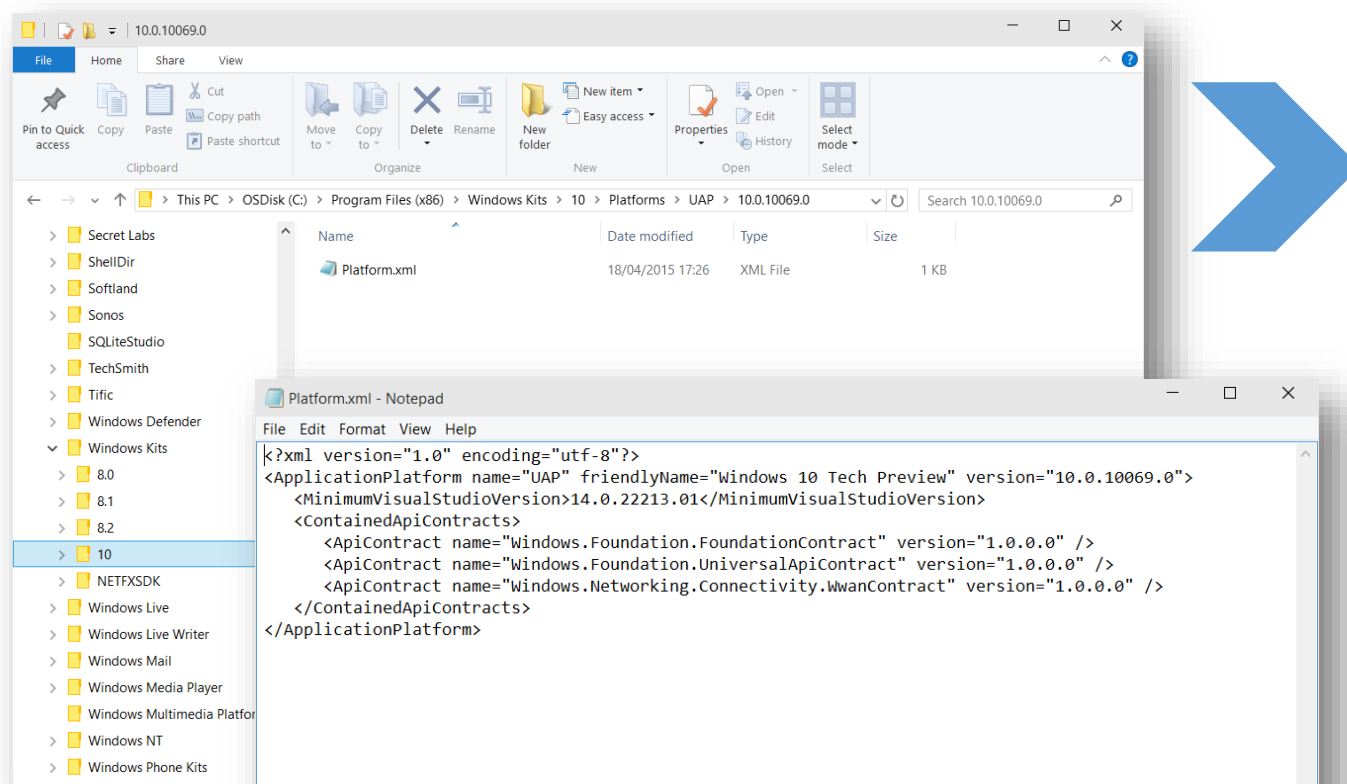 10.0.10069.0
File Home Share View
Pin to Quick access
Copy
Paste
Cut
Copy path
Paste shortcut
Clipboard
Move to
Copy to
Delete
Rename
Organize
New folder
New item
Easy access
New
Properties
Open
Edit
History
Open
Select mode
Select
This PC > OSDisk (C:) > Program Files (x86) > Windows Kits > 10 > Platforms > UAP > 10.0.10069.0
Search 10.0.10069.0
Secret Labs
ShellDir
Softland
Sonos
SQLiteStudio
TechSmith
Tific
Windows Defender
Windows Kits
8.0
8.1
8.2
10
NETFXSDK
Windows Live
Windows Live Writer
Windows Mail
Windows Media Player
Windows Multimedia Platfor
Windows NT
Windows Phone Kits
Name Date modified Type Size
Platform.xml 18/04/2015 17:26 XML File 1 KB
Platform.xml - Notepad
File Edit Format View Help
<?xml version="1.0" encoding="utf-8"?>
<ApplicationPlatform name="UAP" friendlyName="Windows 10 Tech Preview" version="10.0.10069.0">
<MinimumVisualStudioVersion>14.0.22213.01</MinimumVisualStudioVersion>
<ContainedApiContracts>
<ApiContract name="Windows.Foundation.FoundationContract" version="1.0.0.0" />
<ApiContract name="Windows.Foundation.UniversalApiContract" version="1.0.0.0" />
<ApiContract name="Windows.Networking.Connectivity.WwanContract" version="1.0.0.0" />
</ContainedApiContracts>
</ApplicationPlatform>